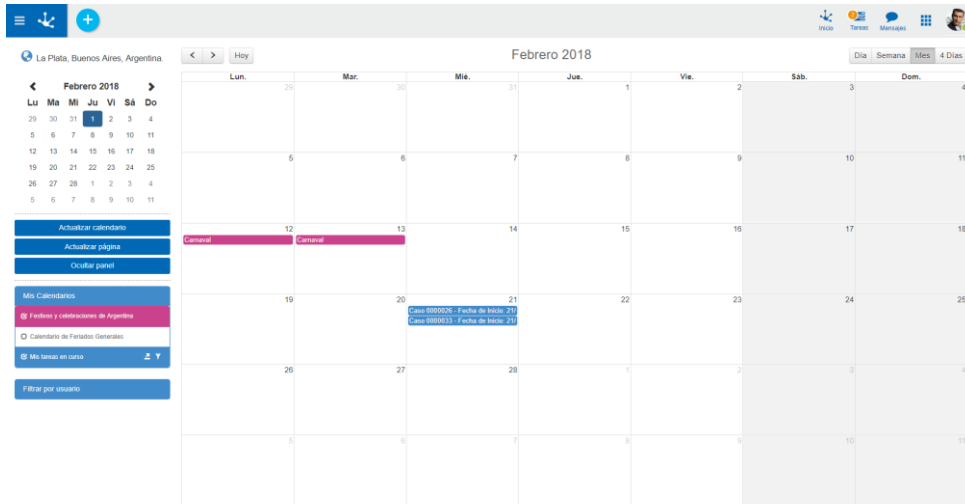 Inicio Tareas Mensajes
La Plata, Buenos Aires, Argentina.
Febrero 2018
Lu Ma Mi Ju Vi Sá Do
29 30 31 1 2 3 4
5 6 7 8 9 10 11
12 13 14 15 16 17 18
19 20 21 22 23 24 25
26 27 28 1 2 3 4
5 6 7 8 9 10 11
Actualizar calendario
Actualizar página
Ocultar panel
Mis Calendarios
Festivos y celebraciones de Argentina
Calendario de Feriados Generales
Mis tareas en curso
Filtrar por usuario
Hoy
Febrero 2018
Día Semana Mes 4 Días
Lun. Mar. Mié. Jue. Vie. Sáb. Dom.
29 30 31 1 2 3 4
5 6 7 8 9 10 11
12 13 14 15 16 17 18
Carnaval Carnaval
19 20 21 22 23 24 25
Caso 0000026 - Fecha de Inicio: 21/
Caso 0000033 - Fecha de Inicio: 21/
26 27 28 1 2 3 4
5 6 7 8 9 10 11